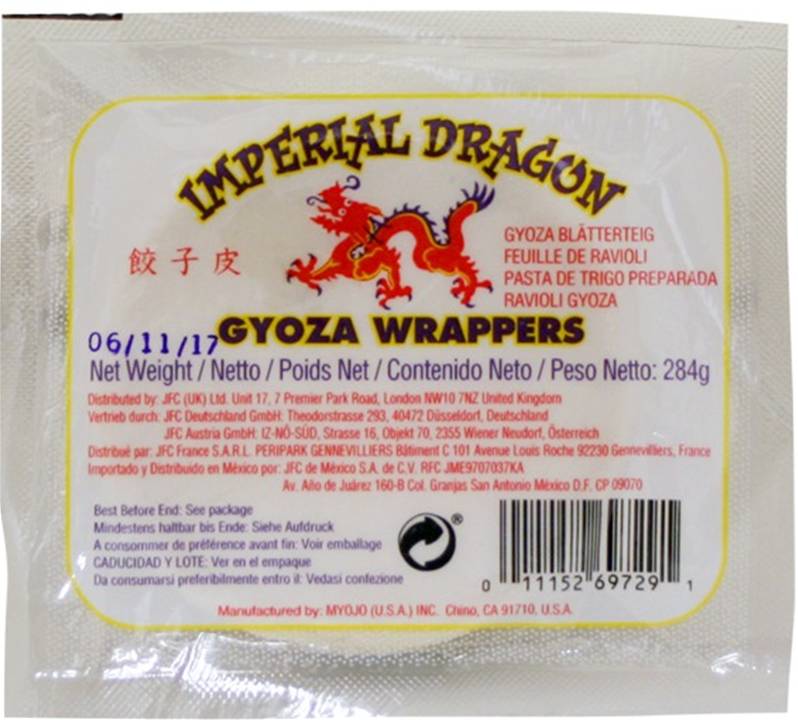 IMPERIAL DRAGON
餃子皮
GYOZA BLÄTTERTEIG
FEUILLE DE RAVIOLI
PASTA DE TRIGO PREPARADA
RAVIOLI GYOZA
06/11/17
GYOZA WRAPPERS
Net Weight / Netto / Poids Net / Contenido Neto / Peso Netto: 284g
Distributed by: JFC (UK) Ltd. Unit 17, 7 Premier Park Road, London NW10 7NZ United Kingdom
Vertrieb durch: JFC Deutschland GmbH: Theodorstrasse 293, 40472 Düsseldorf, Deutschland
JFC Austria GmbH: IZ-NÖ-SÜD, Strasse 16, Objekt 70, 2355 Wiener Neudorf, Österreich
Distribué par: JFC France S.A.R.L. PERIPARK GENNEVILLIERS Bâtiment C 101 Avenue Louis Roche 92230 Gennevilliers, France
Importado y Distribuido en México por: JFC de México S.A. de C.V. RFC JME9707037KA
Av. Año de Juárez 160-B Col. Granjas San Antonio México D.F. CP 09070
Best Before End: See package
Mindestens haltbar bis Ende: Siehe Aufdruck
A consommer de préférence avant fin: Voir emballage
CADUCIDAD Y LOTE: Ver en el empaque
Da consumarsi preferibilmente entro il: Vedasi confezione
®
0 11152 69729 1
Manufactured by: MYOJO (U.S.A.) INC. Chino, CA 91710. U.S.A.